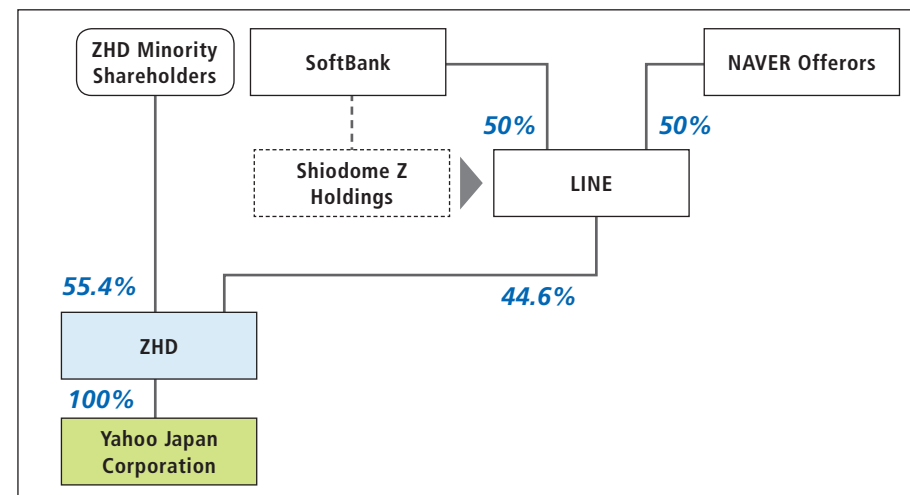 ZHD Minority
Shareholders
SoftBank
NAVER Offerors
50%
50%
Shiodome Z
Holdings
LINE
55.4%
44.6%
ZHD
100%
Yahoo Japan
Corporation